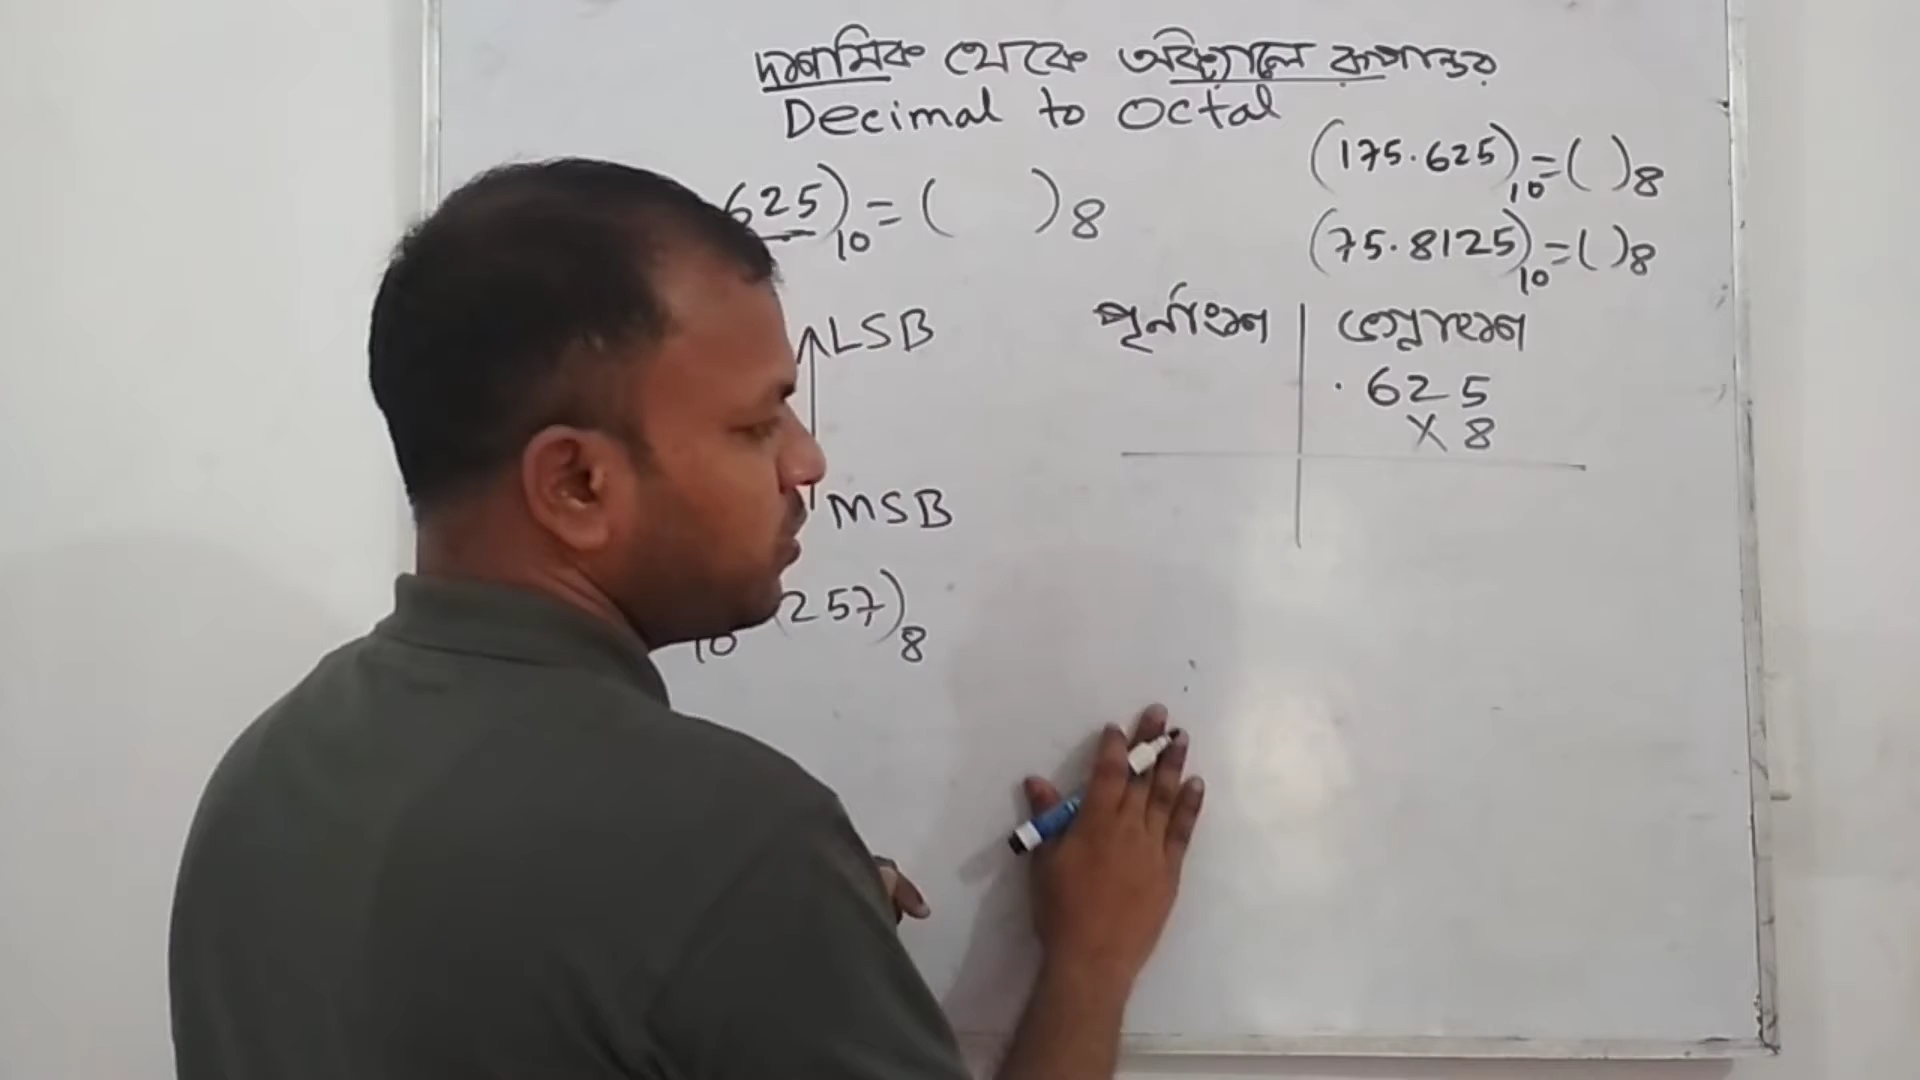 দশমিক থেকে অক্ট্যালে রূপান্তর
Decimal to Octal
(175.625)10=( )8
625)10=( )8
(75.8125)10=( )8
LSB
পূর্নাংশ ভগ্নাংশ
.625
× 8
MSB
10 (257)8